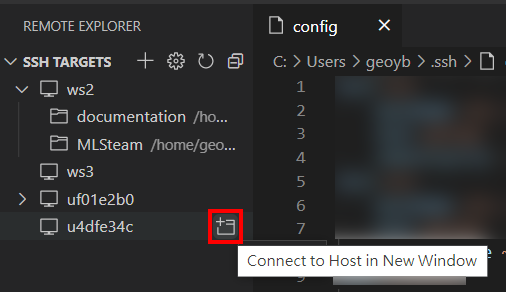 REMOTE EXPLORER
SSH TARGETS
ws2
documentation /ho...
MLSteam /home/geo...
ws3
uf01e2b0
u4dfe34c
config
C: > Users > geoyb > .ssh >
1
2
3
4
5
6
7
Connect to Host in New Window
9